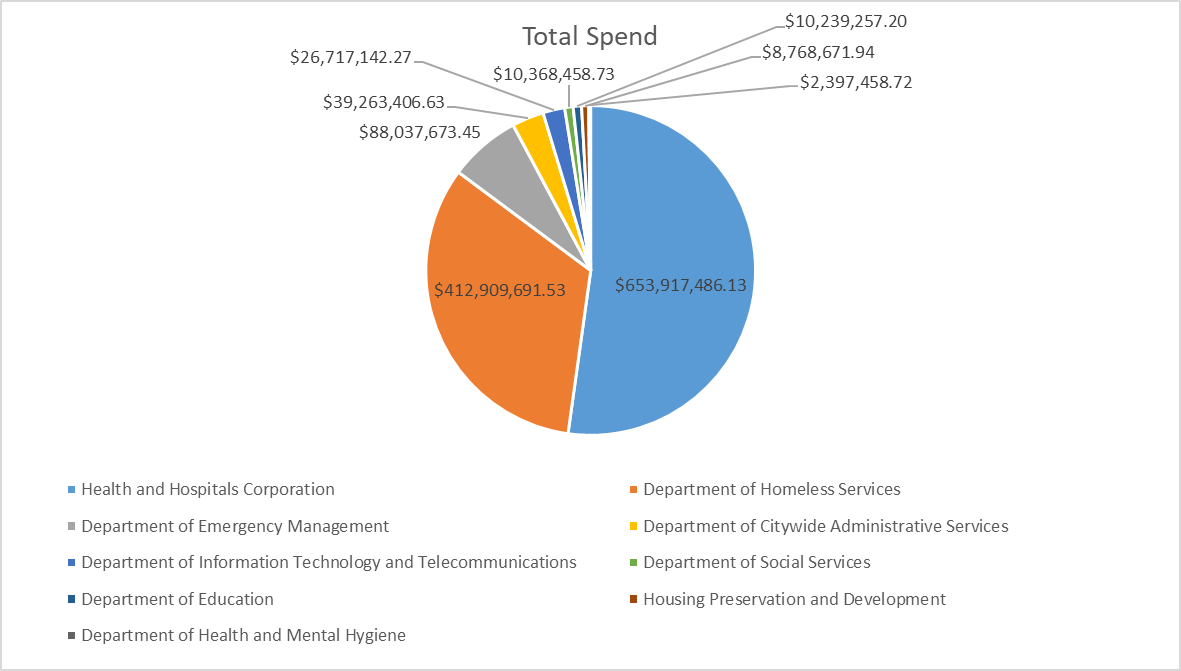 Total Spend
$10,239,257.20
$8,768,671.94
$2,397,458.72
$26,717,142.27
$10,368,458.73
$39,263,406.63
$88,037,673.45
$412,909,691.53
$653,917,486.13
Health and Hospitals Corporation
Department of Homeless Services
Department of Emergency Management
Department of Citywide Administrative Services
Department of Information Technology and Telecommunications
Department of Social Services
Department of Education
Housing Preservation and Development
Department of Health and Mental Hygiene